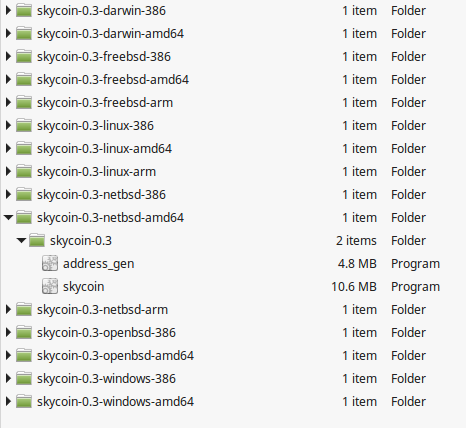 skycoin-0.3-darwin-386 1 item Folder
skycoin-0.3-darwin-amd64 1 item Folder
skycoin-0.3-freebsd-386 1 item Folder
skycoin-0.3-freebsd-amd64 1 item Folder
skycoin-0.3-freebsd-arm 1 item Folder
skycoin-0.3-linux-386 1 item Folder
skycoin-0.3-linux-amd64 1 item Folder
skycoin-0.3-linux-arm 1 item Folder
skycoin-0.3-netbsd-386 1 item Folder
skycoin-0.3-netbsd-amd64 1 item Folder
skycoin-0.3 2 items Folder
address_gen 4.8 MB Program
skycoin 10.6 MB Program
skycoin-0.3-netbsd-arm 1 item Folder
skycoin-0.3-openbsd-386 1 item Folder
skycoin-0.3-openbsd-amd64 1 item Folder
skycoin-0.3-windows-386 1 item Folder
skycoin-0.3-windows-amd64 1 item Folder